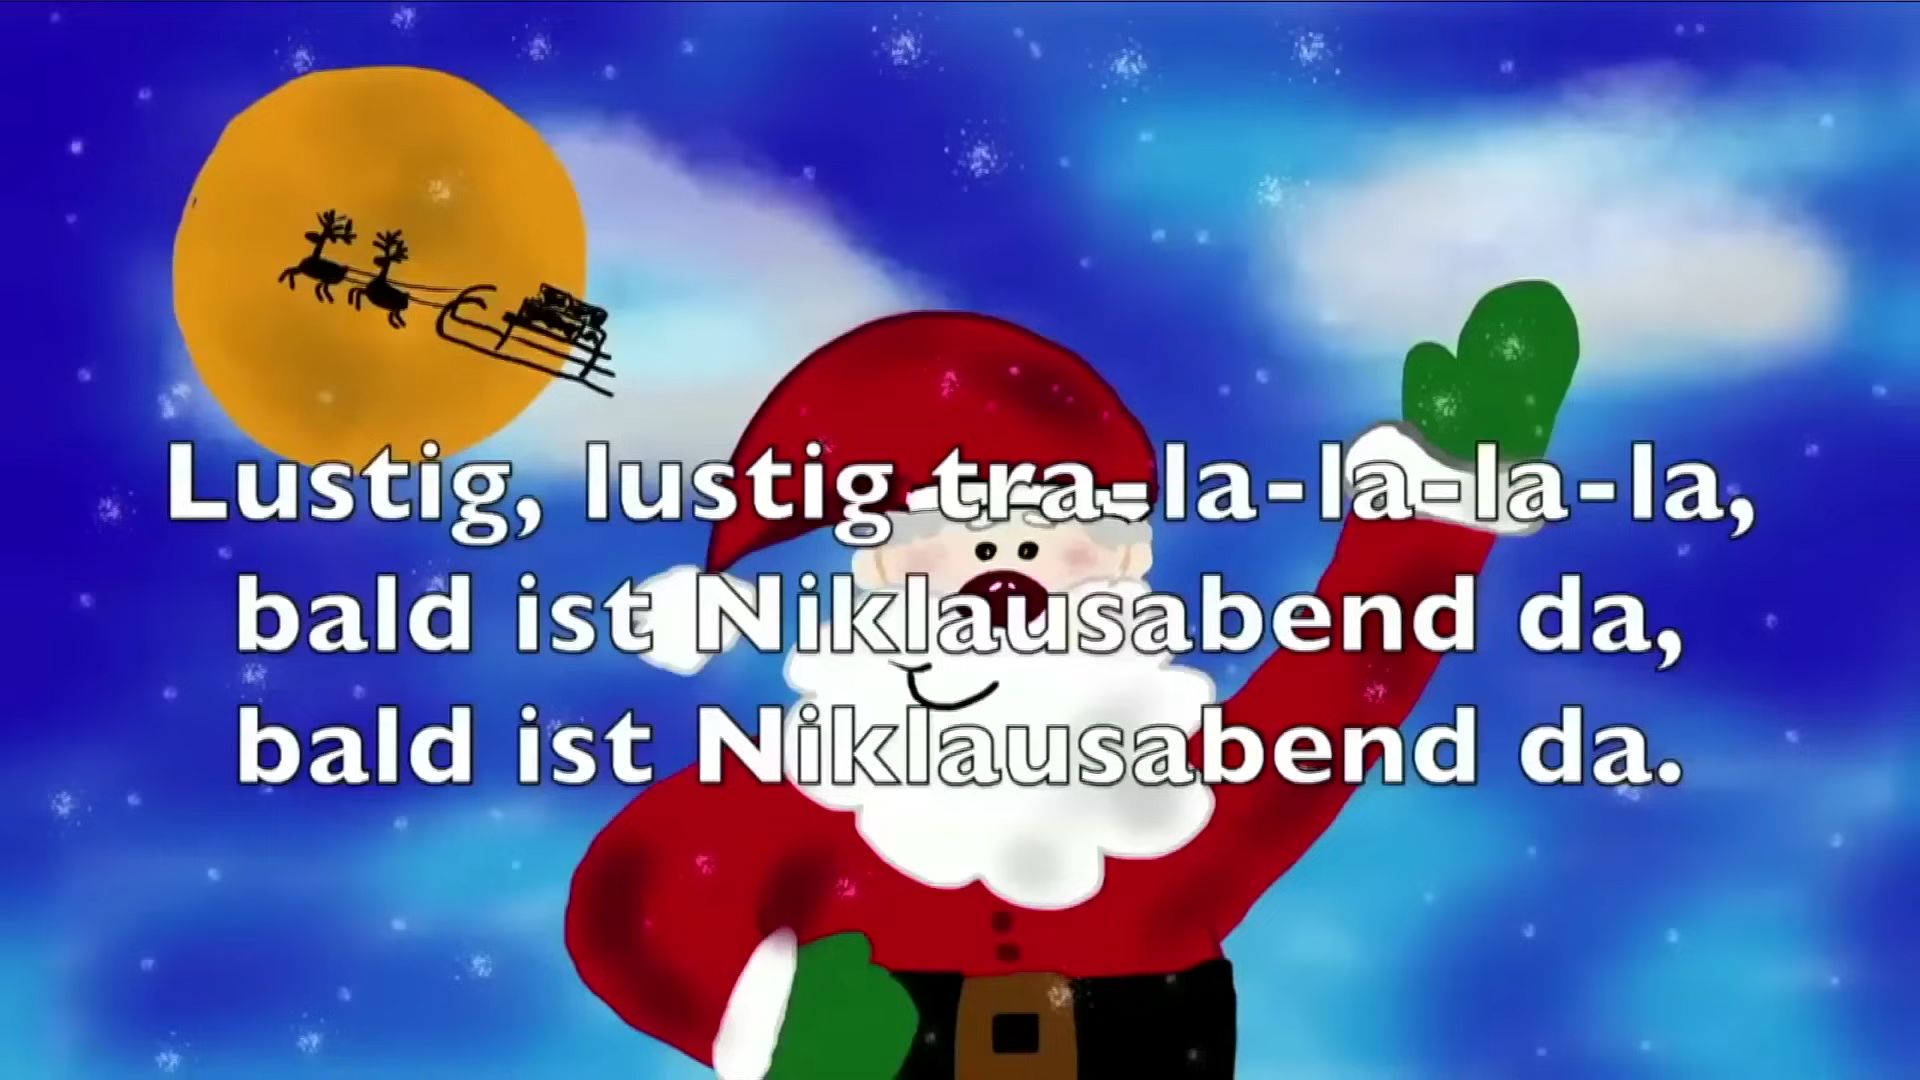 Lustig, lustig tra-la-la-la-la,
bald ist Niklausabend da,
bald ist Niklausabend da.